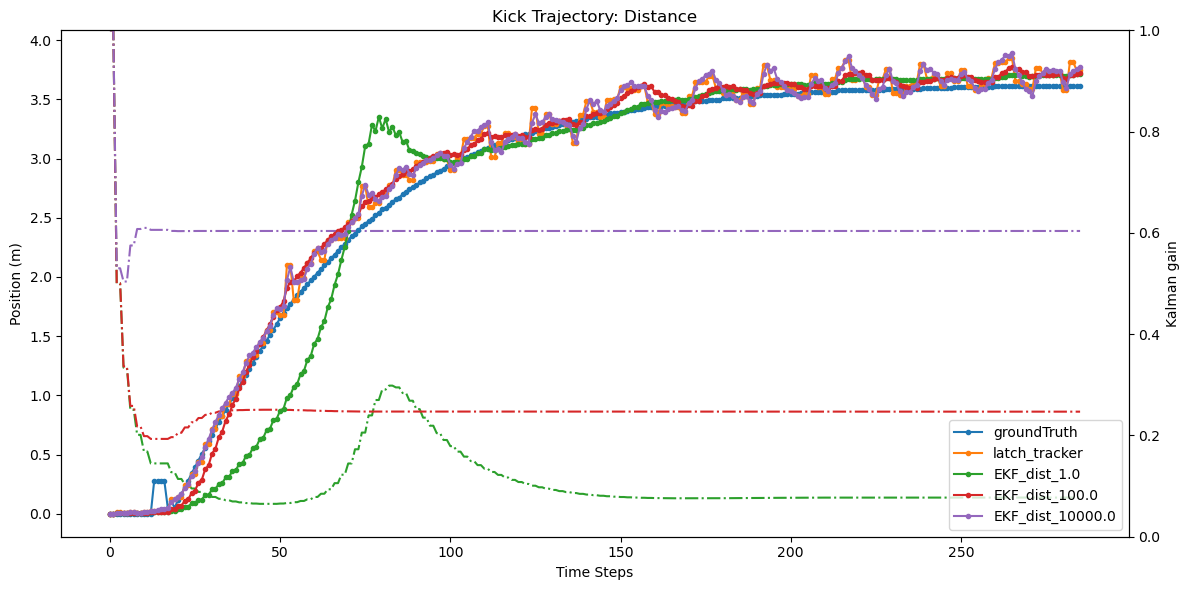 Kick Trajectory: Distance
Position (m)
4.0
3.5
3.0
2.5
2.0
1.5
1.0
0.5
0.0
0
50
100
150
200
250
Time Steps
1.0
0.8
0.6
0.4
0.2
0.0
Kalman gain
groundTruth
latch_tracker
EKF_dist_1.0
EKF_dist_100.0
EKF_dist_10000.0